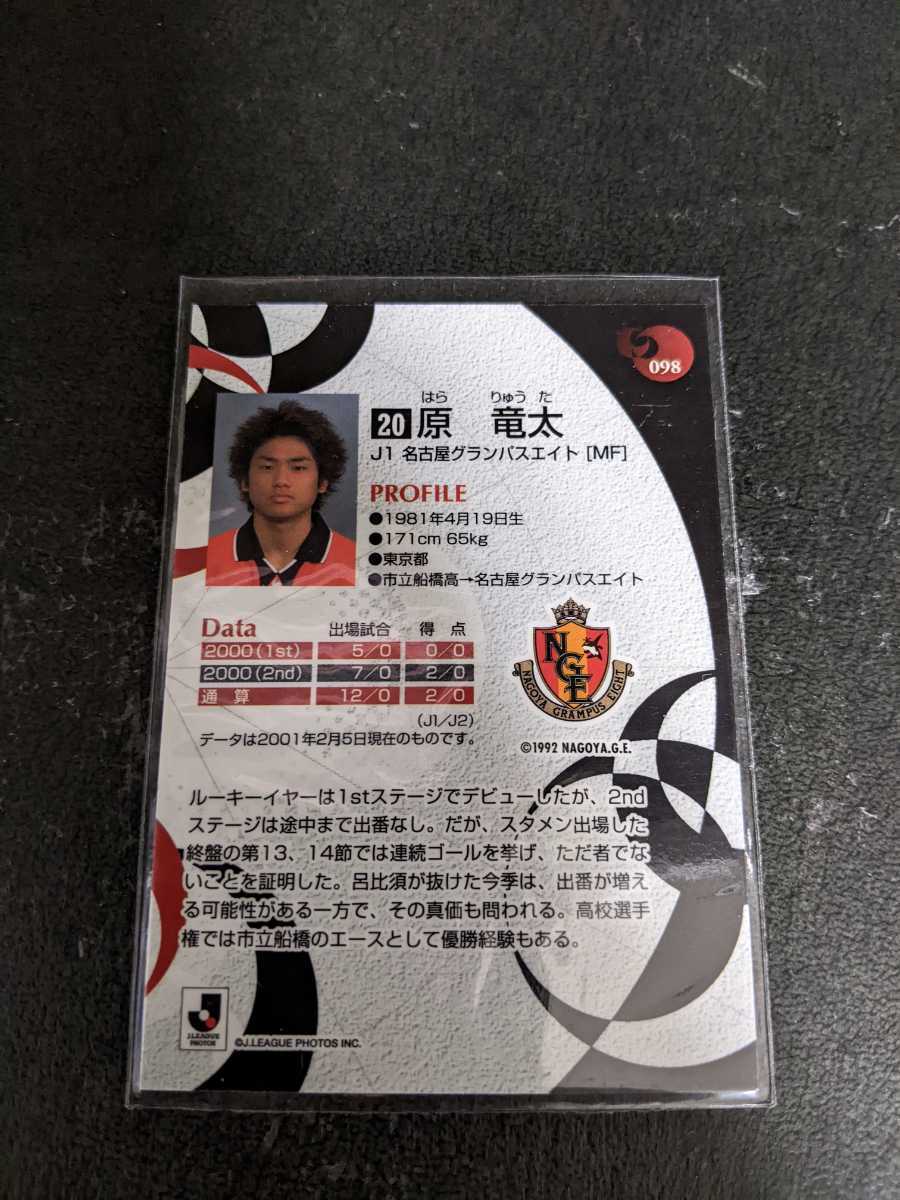 098
はら りゅう た
20 原 竜太
J1 名古屋グランパスエイト [MF]
PROFILE
●1981年4月19日生
●171cm 65kg
●東京都
●市立船橋高→名古屋グランパスエイト
Data 出場試合 得 点
2000(1st) 5/0 0/0
2000(2nd) 7/0 2/0
通 算 12/0 2/0
(J1/J2)
データは2001年2月5日現在のものです。
NGE
NAGOYA GRAMPUS EIGHT
©1992 NAGOYA.G.E.
ルーキーイヤーは1stステージでデビューしたが、2nd
ステージは途中まで出番なし。だが、スタメン出場した
終盤の第13、14節では連続ゴールを挙げ、ただ者でな
いことを証明した。呂比須が抜けた今季は、出番が増え
る可能性がある一方で、その真価も問われる。高校選手
権では市立船橋のエースとして優勝経験もある。
J.LEAGUE
PHOTOS
©J.LEAGUE PHOTOS INC.